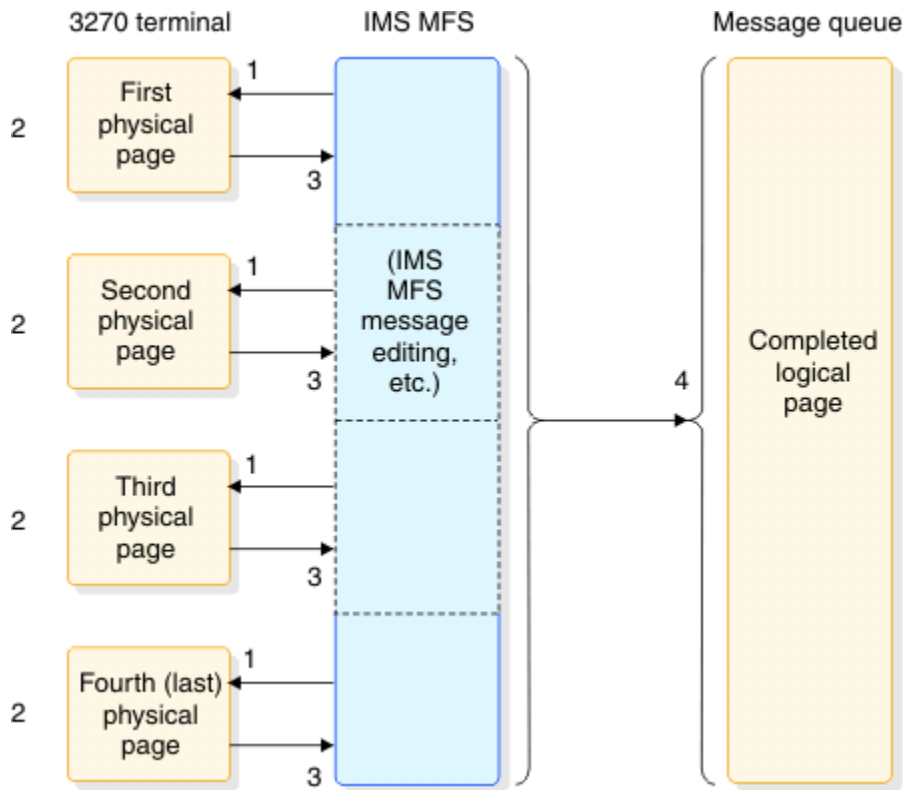 3270 terminal
IMS MFS
Message queue
1
First
physical
page
2
3
1
Second
physical
page
2
3
(IMS
MFS
message
editing,
etc.)
4
Completed
logical
page
1
Third
physical
page
2
3
1
Fourth (last)
physical
page
2
3